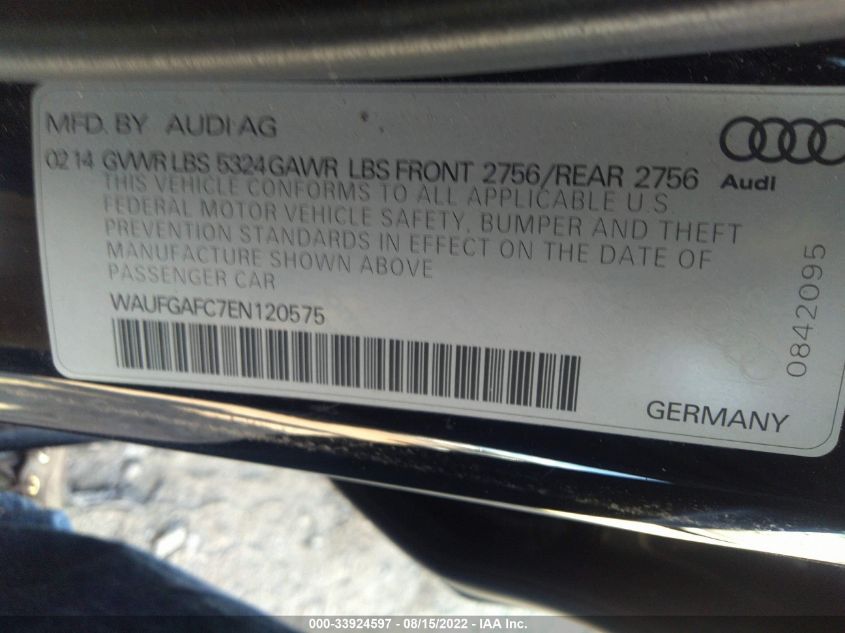 MFD. BY AUDI AG
02 14 GVWR LBS 5324 GAWR LBS FRONT 2756/REAR 2756
THIS VEHICLE CONFORMS TO ALL APPLICABLE U.S
FEDERAL MOTOR VEHICLE SAFETY, BUMPER AND THEFT
PREVENTION STANDARDS IN EFFECT ON THE DATE OF
MANUFACTURE SHOWN ABOVE
PASSENGER CAR
WAUFGAFC7EN120575
Audi
0842095
GERMANY
000-33924597 - 08/15/2022 - IAA Inc.